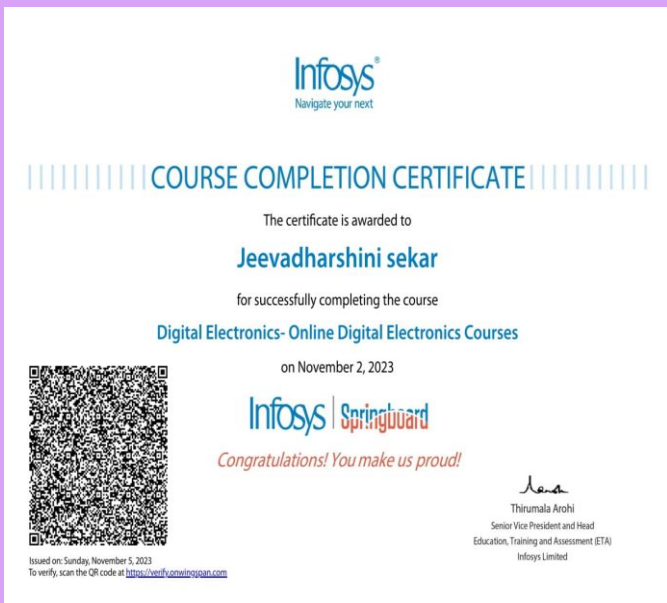 Infosys®
Navigate your next
COURSE COMPLETION CERTIFICATE
The certificate is awarded to
Jeevadharshini sekar
for successfully completing the course
Digital Electronics- Online Digital Electronics Courses
on November 2, 2023
Infosys | Springboard
Congratulations! You make us proud!
Thirumala Arohi
Senior Vice President and Head
Education, Training and Assessment (ETA)
Infosys Limited
Issued on: Sunday, November 5, 2023
To verify, scan the QR code at https://verify.onwingspan.com